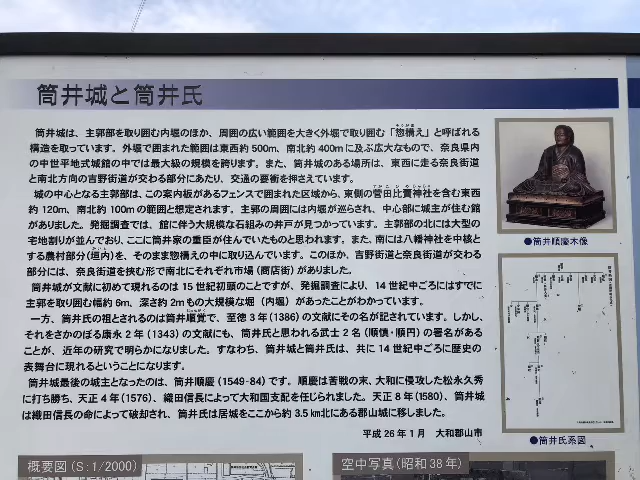 筒井城と筒井氏
筒井城は、主郭部を取り囲む内堀のほか、周囲の広い範囲を大きく外堀で取り囲む「惣構え」と呼ばれる
構造を取っています。外堀で囲まれた範囲は東西約500m、南北約400mに及ぶ広大なもので、奈良県内
の中世平地式城館の中では最大級の規模を誇ります。また、筒井城のある場所は、東西に走る奈良街道
と南北方向の吉野街道が交わる部分にあたり、交通の要衝を押さえています。
城の中心となる主郭部は、この案内板があるフェンスで囲まれた区域から、東側の菅田比賣神社を含む東西
約120m、南北約100mの範囲と想定されます。主郭の周囲には内堀が巡らされ、中心部に城主が住む館
がありました。発掘調査では、館に伴う大規模な石組みの井戸が見つかっています。主郭部の北には大型の
宅地割りが並んでおり、ここに筒井家の重臣が住んでいたものと思われます。また、南には八幡神社を中核と
する農村部分(垣内)を、そのまま惣構えの中に取り込んでいます。このほか、吉野街道と奈良街道が交わる
部分には、奈良街道を挟む形で南北にそれぞれ市場(商店街)がありました。
筒井城が文献に初めて現れるのは15世紀初頭のことですが、発掘調査により、14世紀中ごろにはすでに
主郭を取り囲む幅約6m、深さ約2mもの大規模な堀(内堀)があったことがわかっています。
一方、筒井氏の祖とされるのは筒井順覚で、至徳3年(1386)の文献にその名が記されています。しかし、
それをさかのぼる康永2年(1343)の文献にも、筒井氏と思われる武士2名(順慎・順円)の署名がある
ことが、近年の研究で明らかになりました。すなわち、筒井城と筒井氏は、共に14世紀中ごろに歴史の
表舞台に現れるということになります。
筒井城最後の城主となったのは、筒井順慶(1549-84)です。順慶は苦戦の末、大和に侵攻した松永久秀
に打ち勝ち、天正4年(1576)、織田信長によって大和国支配を任じられました。天正8年(1580)、筒井城
は織田信長の命によって破却され、筒井氏は居城をここから約3.5km北にある郡山城に移しました。
平成26年1月 大和郡山市
●筒井順慶木像
●筒井氏系図
概要図(S:1/2000)
空中写真(昭和38年)